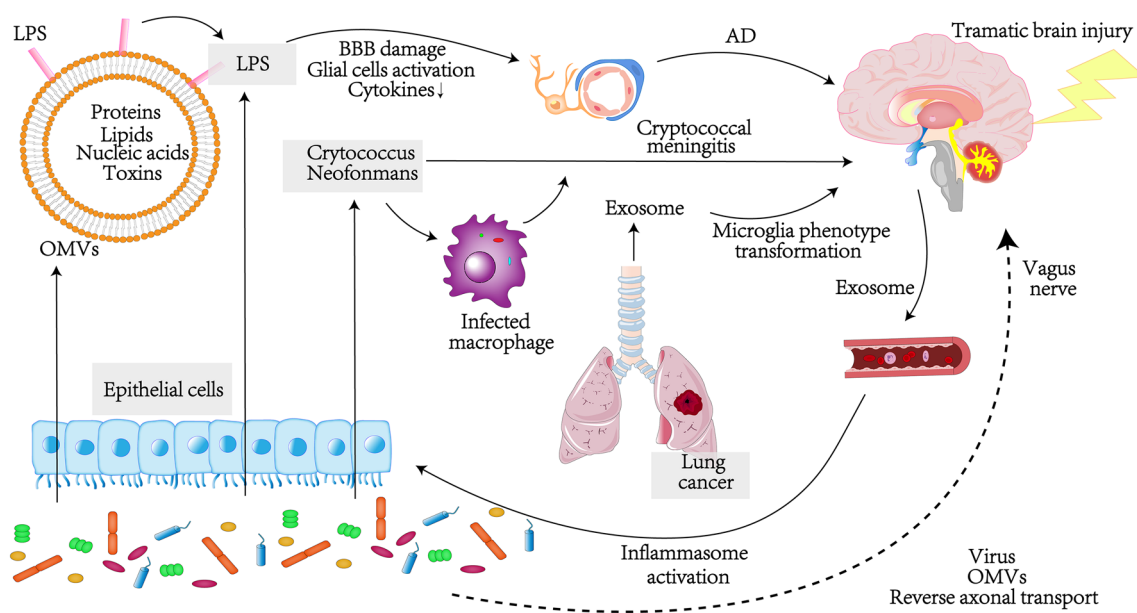 LPS
LPS
BBB damage
Glial cells activation
Cytokines↓
AD
Tramatic brain injury
Proteins
Lipids
Nucleic acids
Toxins
OMVs
Crytococcus
Neofonmans
Cryptococcal
meningitis
Exosome
Microglia phenotype
transformation
Infected
macrophage
Exosome
Vagus
nerve
Epithelial cells
Lung
cancer
Inflammasome
activation
Virus
OMVs
Reverse axonal transport